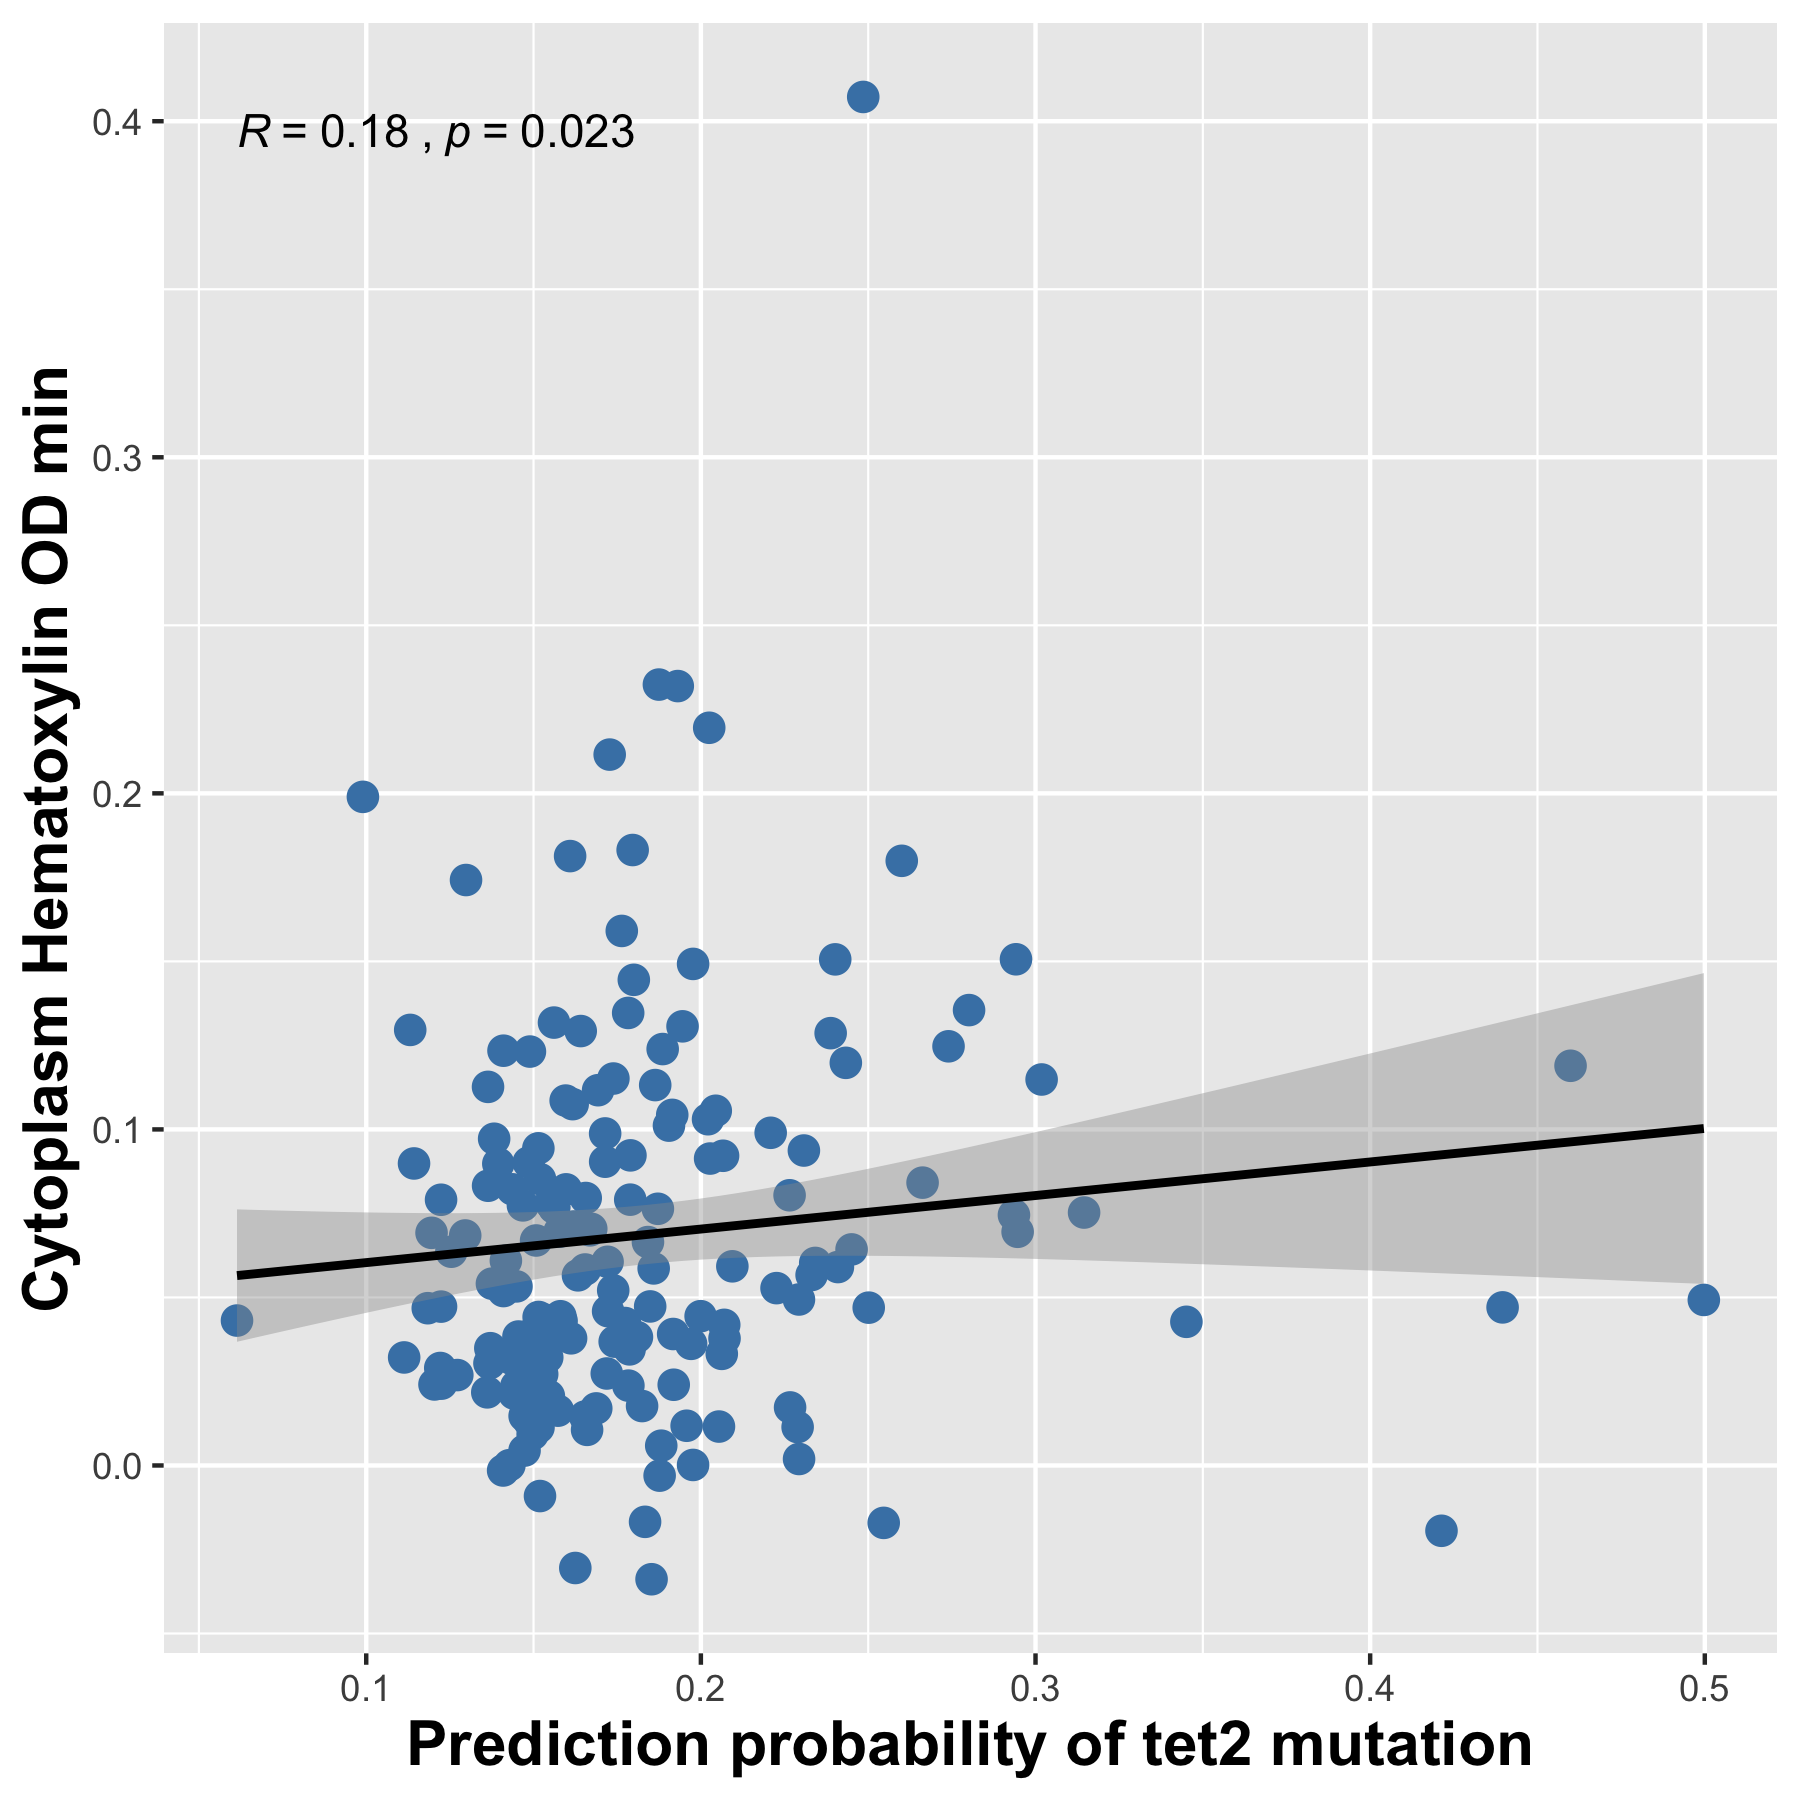 R = 0.18 , p = 0.023
0.4
0.3
0.2
0.1
0.0
Cytoplasm Hematoxylin OD min
0.1 0.2 0.3 0.4 0.5
Prediction probability of tet2 mutation